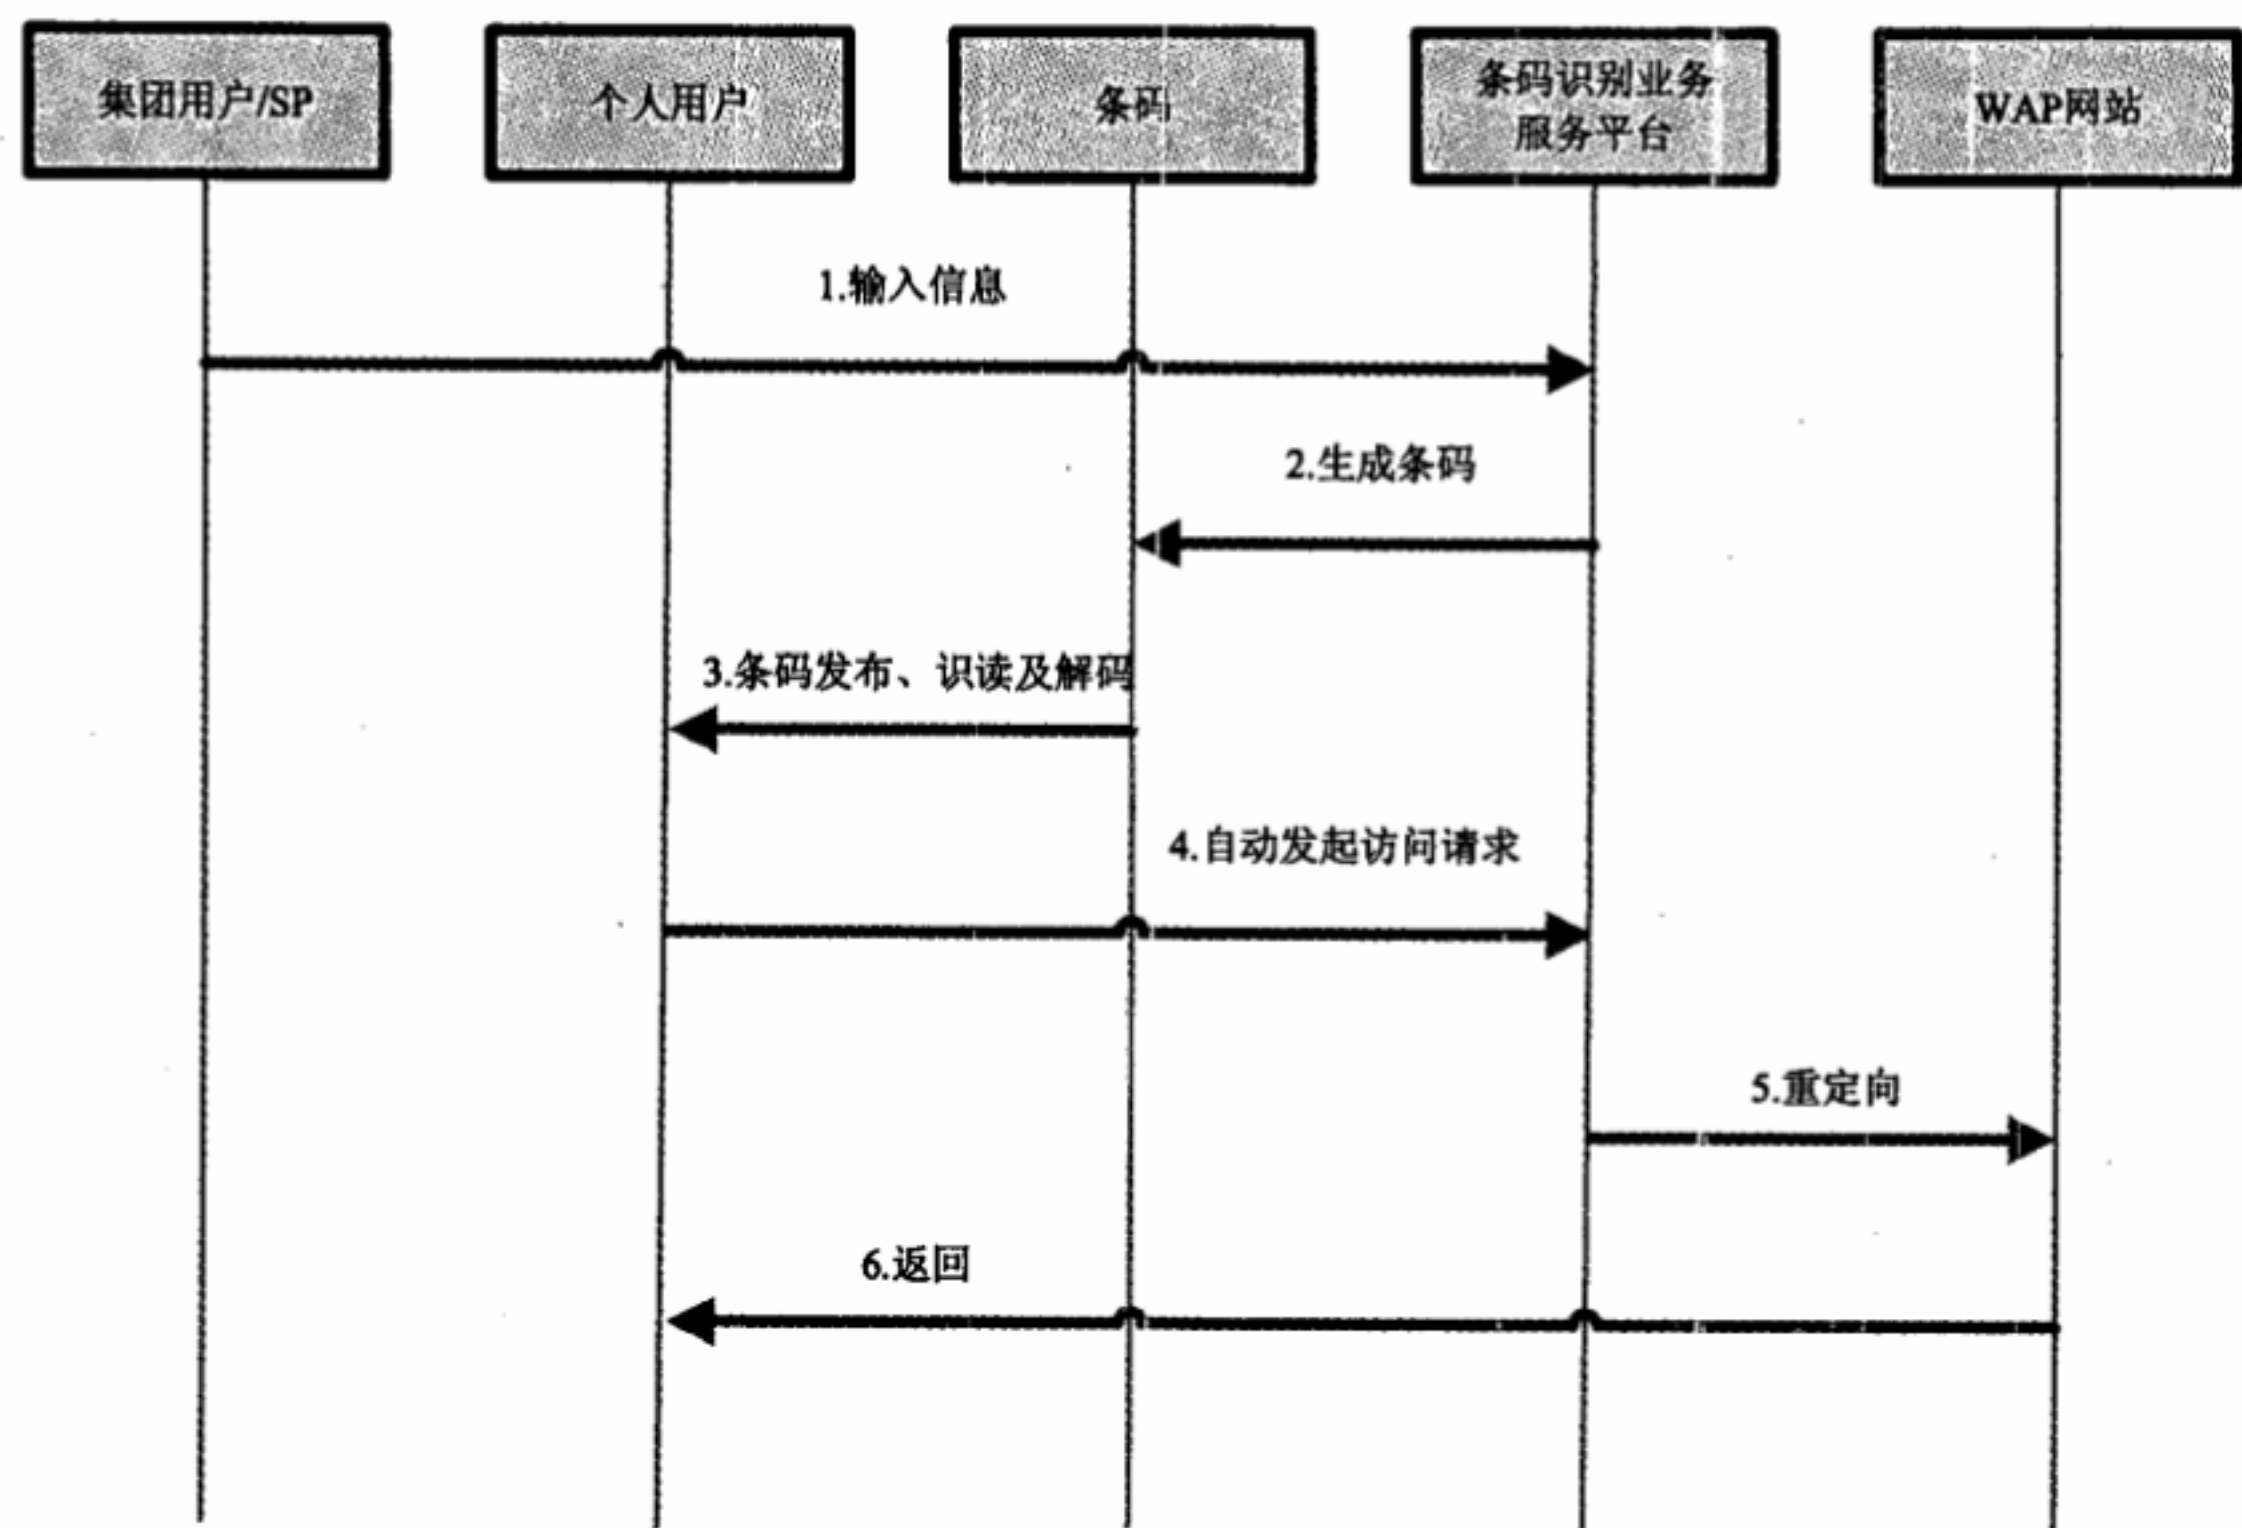 集团用户/SP
个人用户
条码
条码识别业务
服务平台
WAP网站
1.输入信息
2.生成条码
3.条码发布、识读及解码
4.自动发起访问请求
5.重定向
6.返回